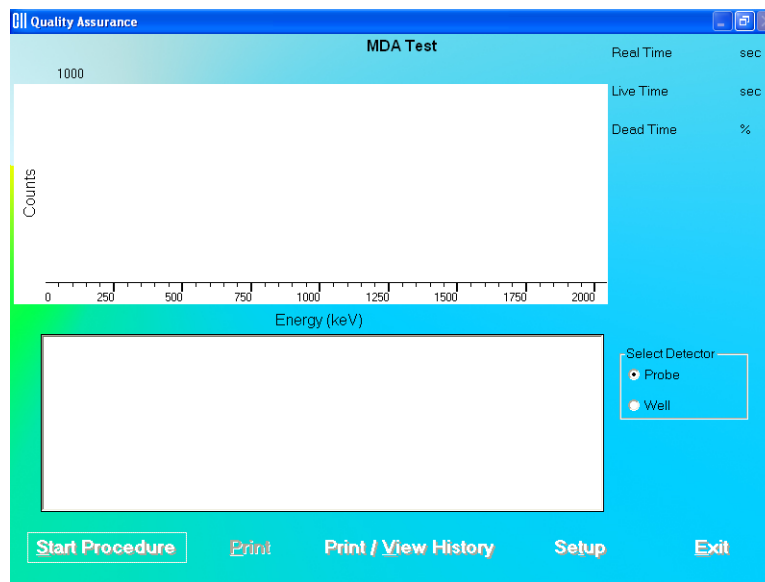 CII Quality Assurance
MDA Test
Real Time sec
1000
Live Time sec
Dead Time %
Counts
0 250 500 750 1000 1250 1500 1750 2000
Energy (keV)
Select Detector
Probe
Well
Start Procedure Print Print / View History Setup Exit